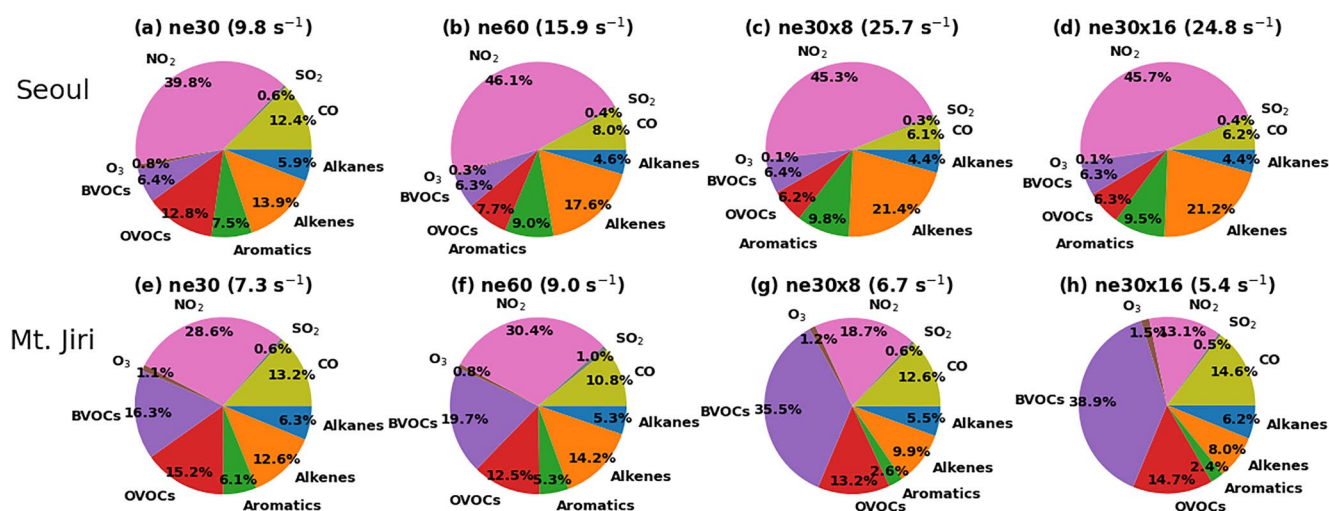 (a) ne30 (9.8 s⁻¹)
(b) ne60 (15.9 s⁻¹)
(c) ne30x8 (25.7 s⁻¹)
(d) ne30x16 (24.8 s⁻¹)
Seoul
NO₂
39.8%
SO₂
0.6%
CO
12.4%
5.9%
Alkanes
13.9%
Alkenes
7.5%
Aromatics
12.8%
OVOCs
6.4%
BVOCs
0.8%
O₃
NO₂
46.1%
SO₂
0.4%
CO
8.0%
4.6%
Alkanes
17.6%
Alkenes
9.0%
Aromatics
7.7%
OVOCs
6.3%
BVOCs
0.3%
O₃
NO₂
45.3%
SO₂
0.3%
CO
6.1%
4.4%
Alkanes
21.4%
Alkenes
9.8%
Aromatics
6.2%
OVOCs
6.4%
BVOCs
0.1%
O₃
NO₂
45.7%
SO₂
0.4%
CO
6.2%
4.4%
Alkanes
21.2%
Alkenes
9.5%
Aromatics
6.3%
OVOCs
6.3%
BVOCs
0.1%
O₃
(e) ne30 (7.3 s⁻¹)
(f) ne60 (9.0 s⁻¹)
(g) ne30x8 (6.7 s⁻¹)
(h) ne30x16 (5.4 s⁻¹)
Mt. Jiri
NO₂
28.6%
SO₂
0.6%
CO
13.2%
6.3%
Alkanes
12.6%
Alkenes
6.1%
Aromatics
15.2%
OVOCs
16.3%
BVOCs
1.1%
O₃
NO₂
30.4%
SO₂
1.0%
CO
10.8%
5.3%
Alkanes
14.2%
Alkenes
5.3%
Aromatics
12.5%
OVOCs
19.7%
BVOCs
0.8%
O₃
NO₂
18.7%
SO₂
0.6%
CO
12.6%
5.5%
Alkanes
9.9%
Alkenes
2.6%
Aromatics
13.2%
OVOCs
35.5%
BVOCs
1.2%
O₃
NO₂
13.1%
SO₂
0.5%
CO
14.6%
6.2%
Alkanes
8.0%
Alkenes
2.4%
Aromatics
14.7%
OVOCs
38.9%
BVOCs
1.5%
O₃